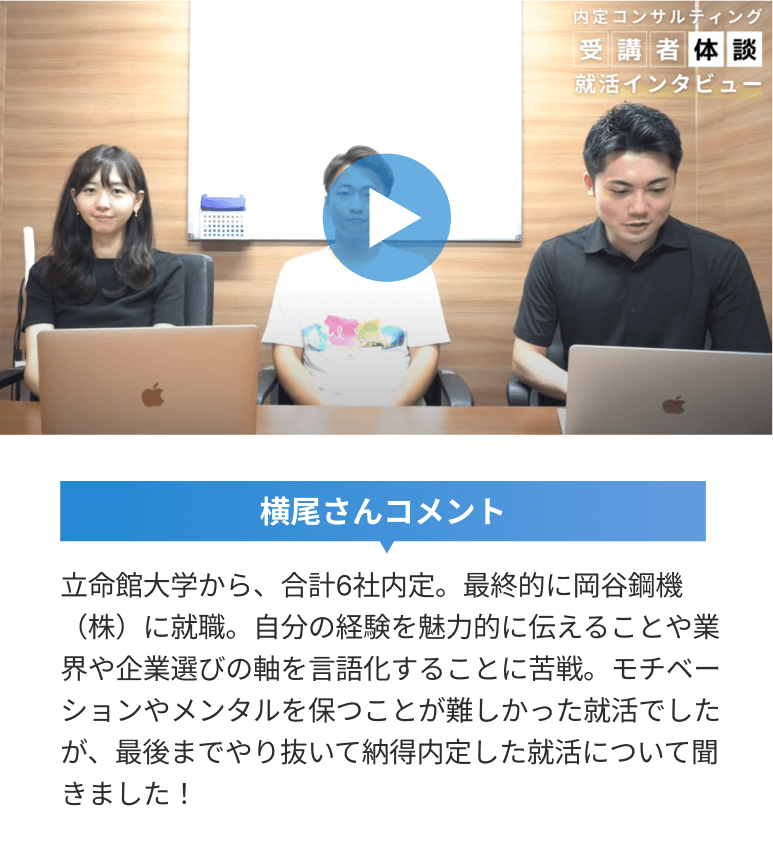 内定コンサルティング
受講者体談
就活インタビュー
横尾さんコメント
立命館大学から、合計6社内定。最終的に岡谷鋼機
（株）に就職。自分の経験を魅力的に伝えることや業
界や企業選びの軸を言語化することに苦戦。モチベー
ションやメンタルを保つことが難しかった就活でした
が、最後までやり抜いて納得内定した就活について聞
きました！